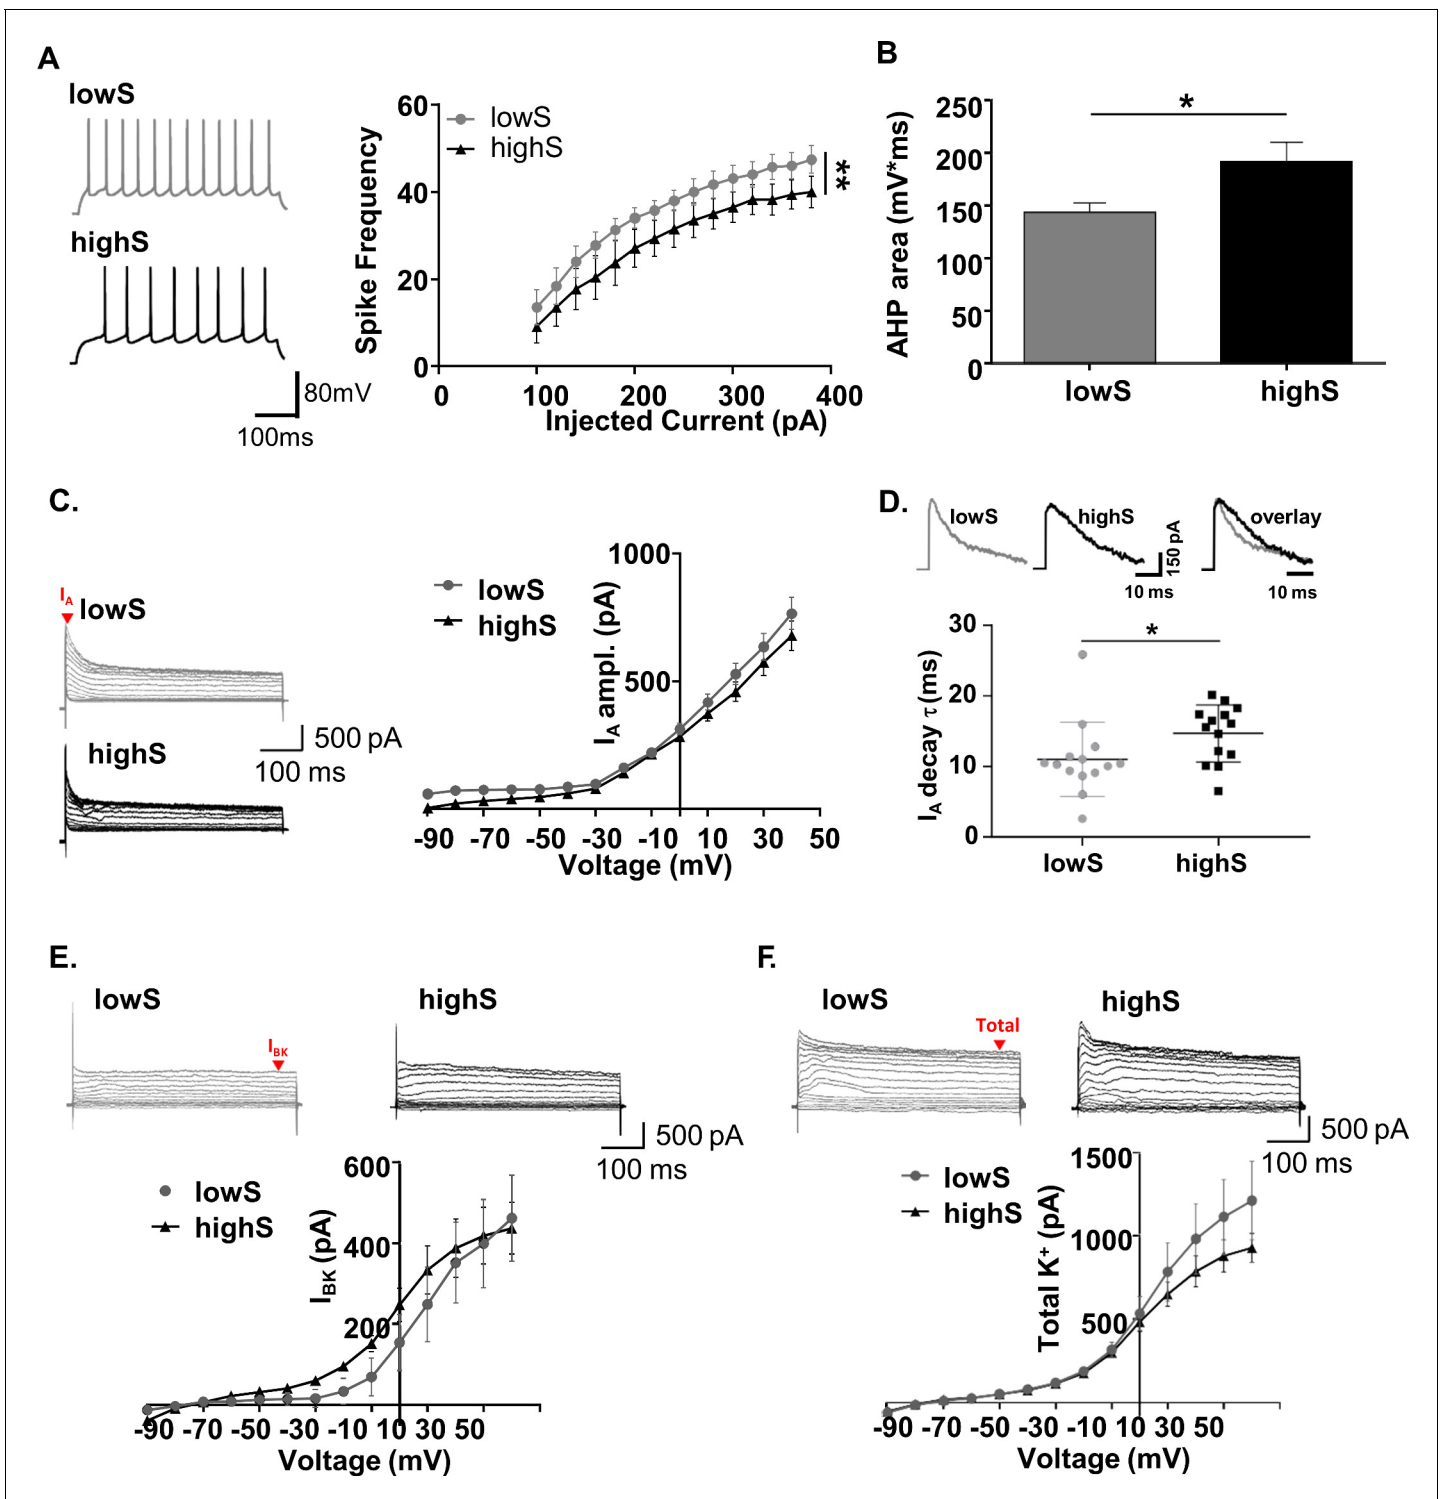 A
lowS
highS
80mV
100ms
60
40
20
0
Spike Frequency
lowS
highS
**
0 100 200 300 400
Injected Current (pA)
B
250
200
150
100
50
0
AHP area (mV*ms)
*
lowS highS
C.
IA
lowS
500 pA
100 ms
highS
1000
500
IA ampl. (pA)
lowS
highS
-90 -70 -50 -30 -10 10 30 50
Voltage (mV)
D.
lowS highS overlay
150 pA
10 ms 10 ms
30
20
10
0
IA decay τ (ms)
*
lowS highS
E.
lowS highS
IBK
500 pA
100 ms
600
400
200
IBK (pA)
lowS
highS
-90 -70 -50 -30 -10 10 30 50
Voltage (mV)
F.
lowS highS
Total
500 pA
100 ms
1500
1000
500
Total K+ (pA)
lowS
highS
-90 -70 -50 -30 -10 10 30 50
Voltage (mV)